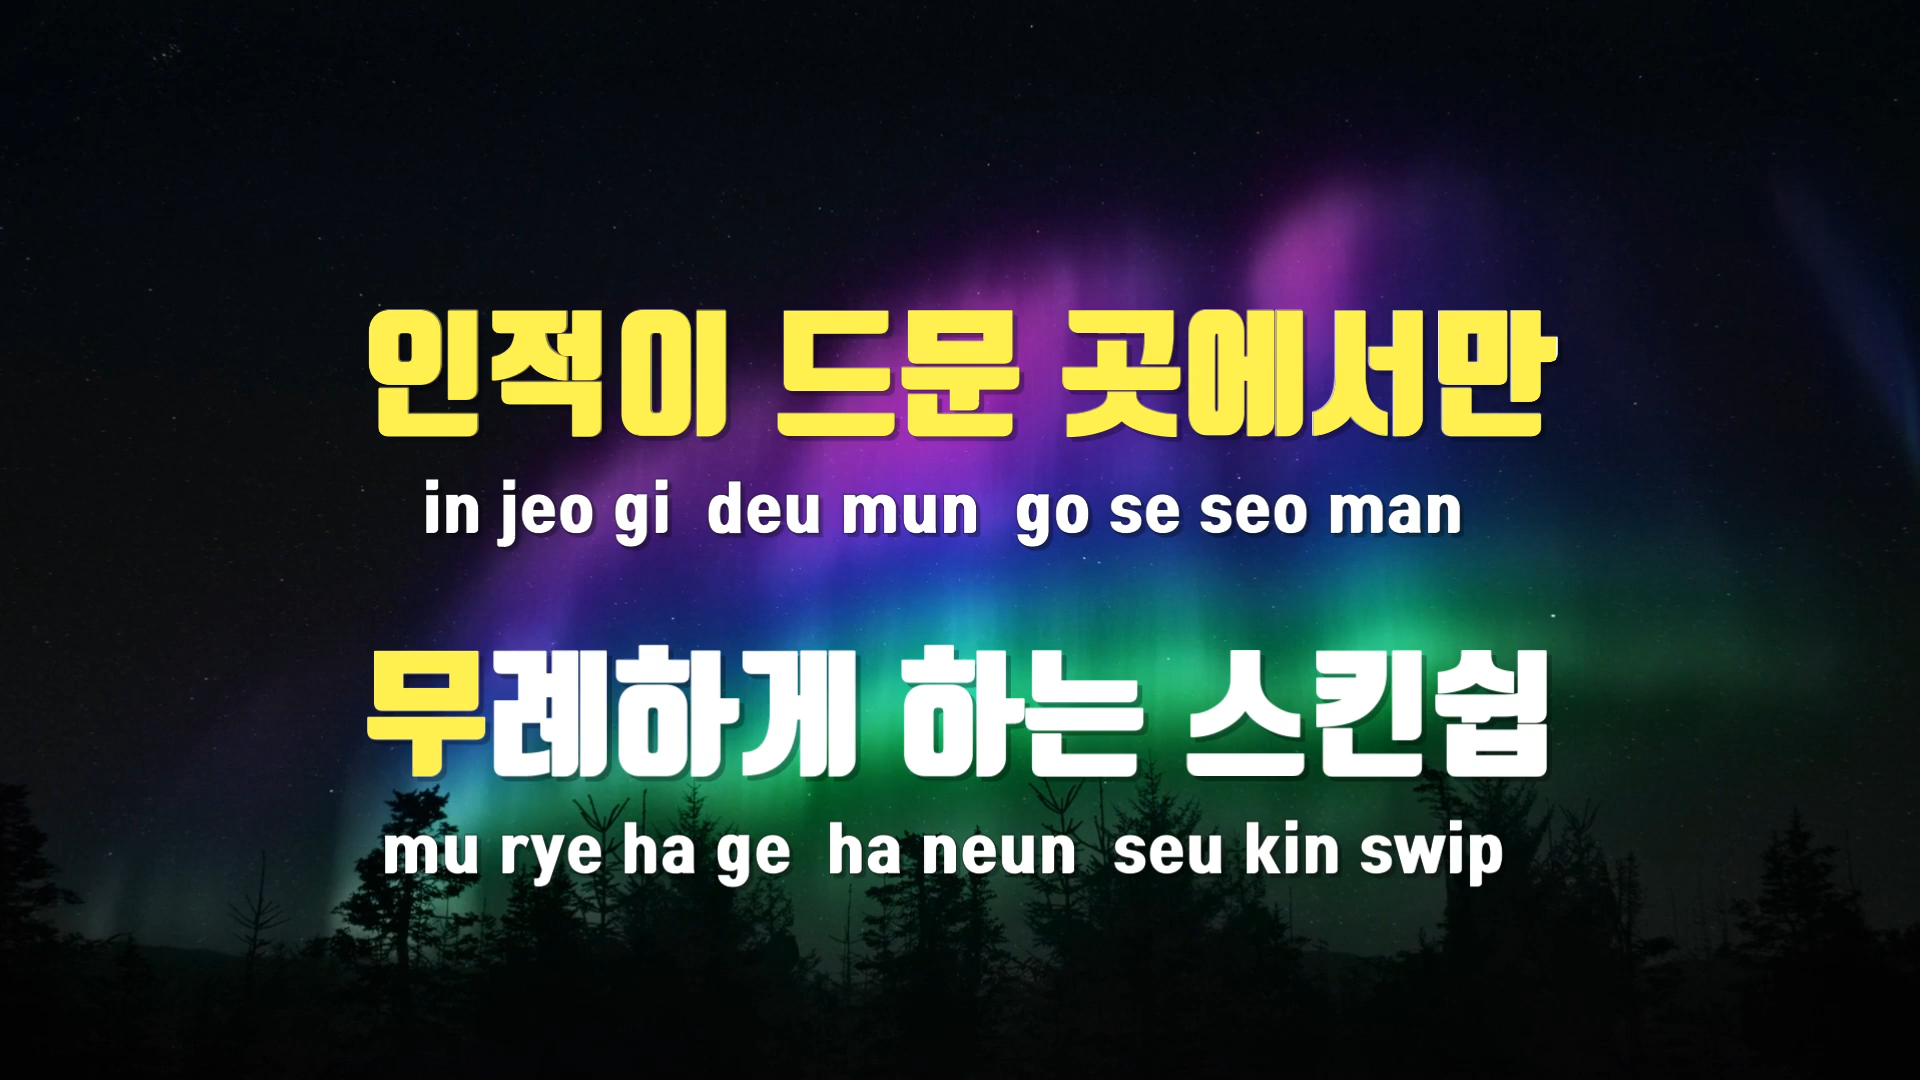 인적이 드문 곳에서만
in jeo gi deu mun go se seo man
무례하게 하는 스킨쉽
mu rye ha ge ha neun seu kin swip